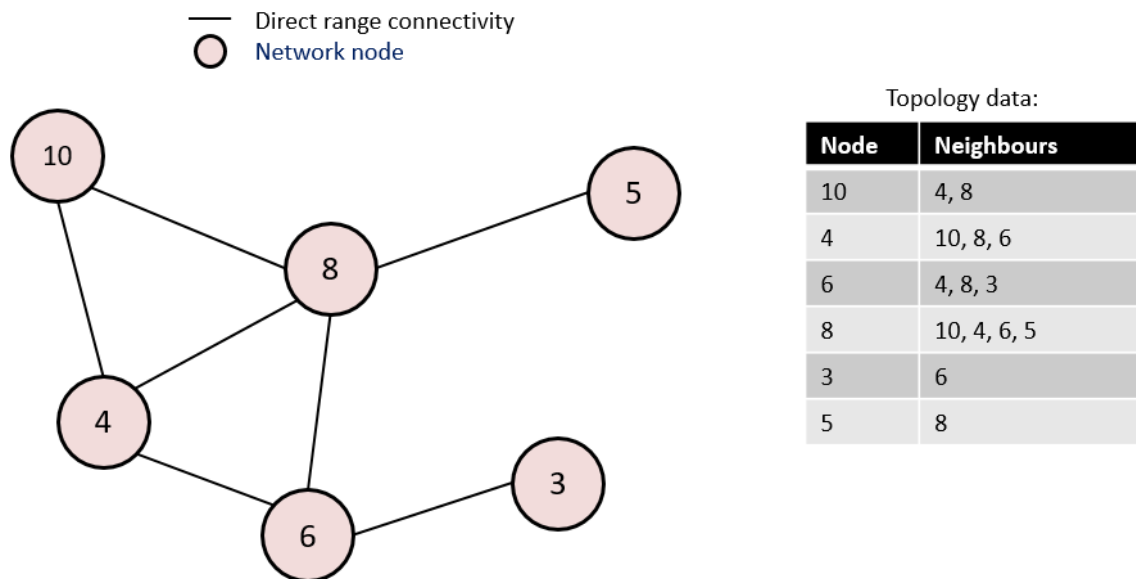 Direct range connectivity
Network node
10
5
8
4
3
6
Topology data:
Node Neighbours
10 4, 8
4 10, 8, 6
6 4, 8, 3
8 10, 4, 6, 5
3 6
5 8